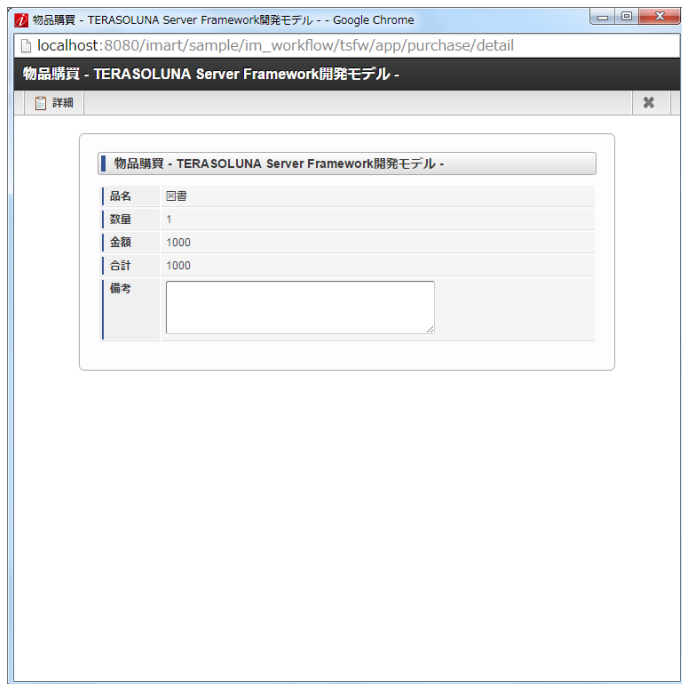 物品購買 - TERASOLUNA Server Framework開発モデル - - Google Chrome
localhost:8080/imart/sample/im_workflow/tsfw/app/purchase/detail
物品購買 - TERASOLUNA Server Framework開発モデル -
詳細
物品購買 - TERASOLUNA Server Framework開発モデル -
品名 図書
数量 1
金額 1000
合計 1000
備考